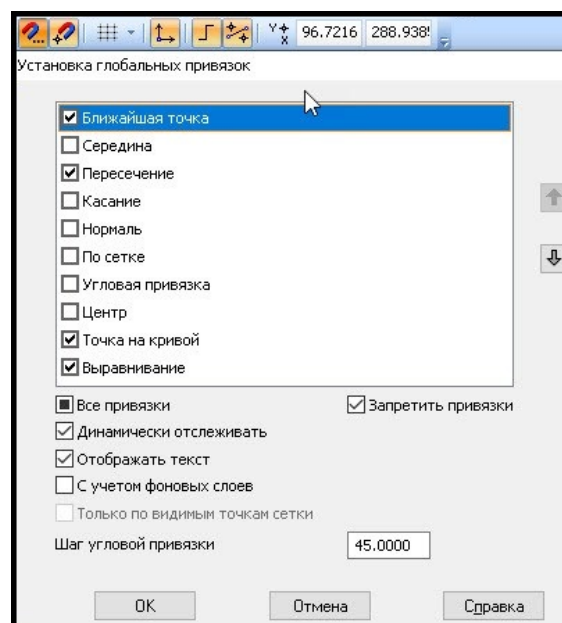 Y X 96.7216 288.938
Установка глобальных привязок
Ближайшая точка
Середина
Пересечение
Касание
Нормаль
По сетке
Угловая привязка
Центр
Точка на кривой
Выравнивание
Все привязки Запретить привязки
Динамически отслеживать
Отображать текст
С учетом фоновых слоев
Только по видимым точкам сетки
Шаг угловой привязки 45.0000
ОК Отмена Справка